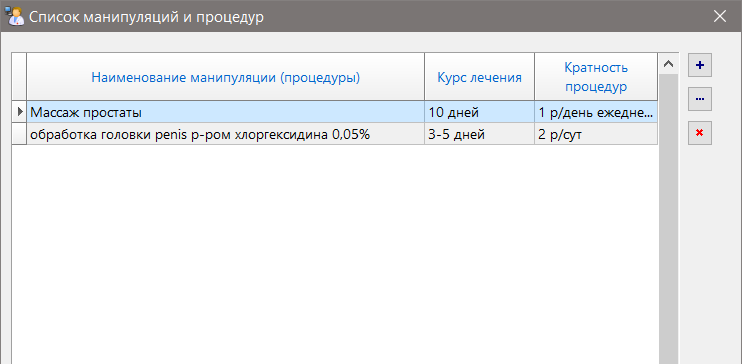 Список манипуляций и процедур
Наименование манипуляции (процедуры) Курс лечения Кратность процедур
Массаж простаты 10 дней 1 р/день ежедне...
обработка головки penis р-ром хлоргексидина 0,05% 3-5 дней 2 р/сут